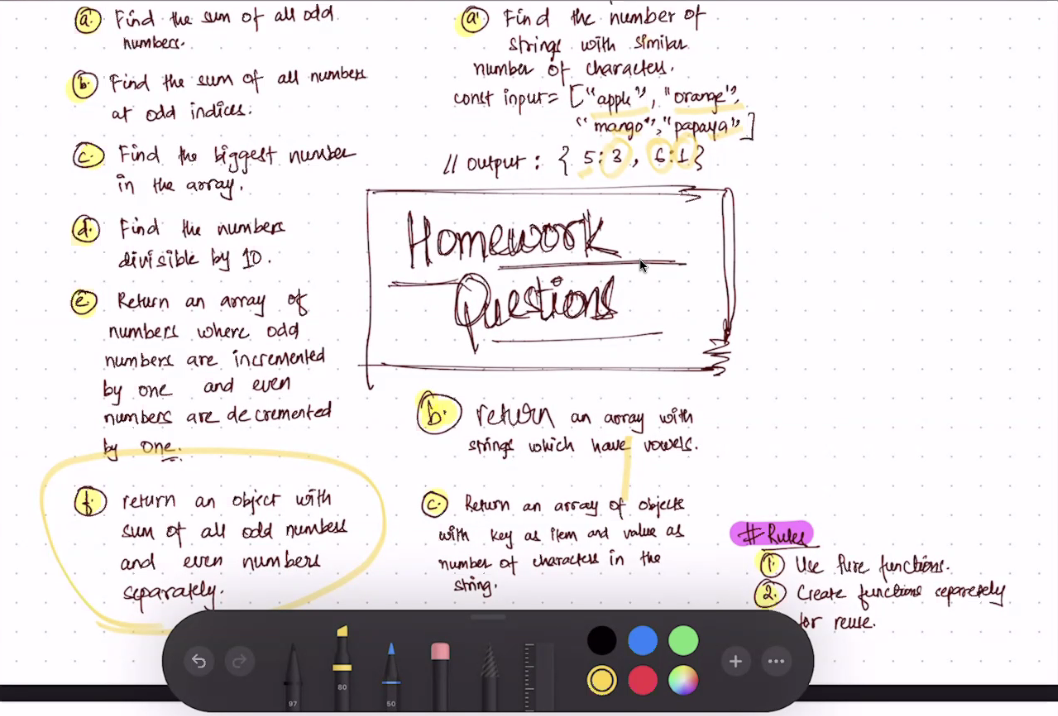 a. Find the sum of all odd
numbers.
b. Find the sum of all numbers
at odd indices.
c. Find the biggest number
in the array.
d. Find the numbers
divisible by 10.
e Return an array of
numbers where odd
numbers are incremented
by one and even
numbers are decremented
by one.
f. return an object with
sum of all odd numbers
and even numbers
separately.
a. Find the number of
strings with similar
number of characters.
const input = ["apple", "orange",
"mango", "papaya"]
// output : { 5:3, 6:1 }
Homework
Questions
b. return an array with
strings which have vowels.
c. Return an array of objects
with key as item and value as
number of characters in the
string.
# Rules
1. Use Pure functions.
2. Create functions separately
for reuse.
97
80
50